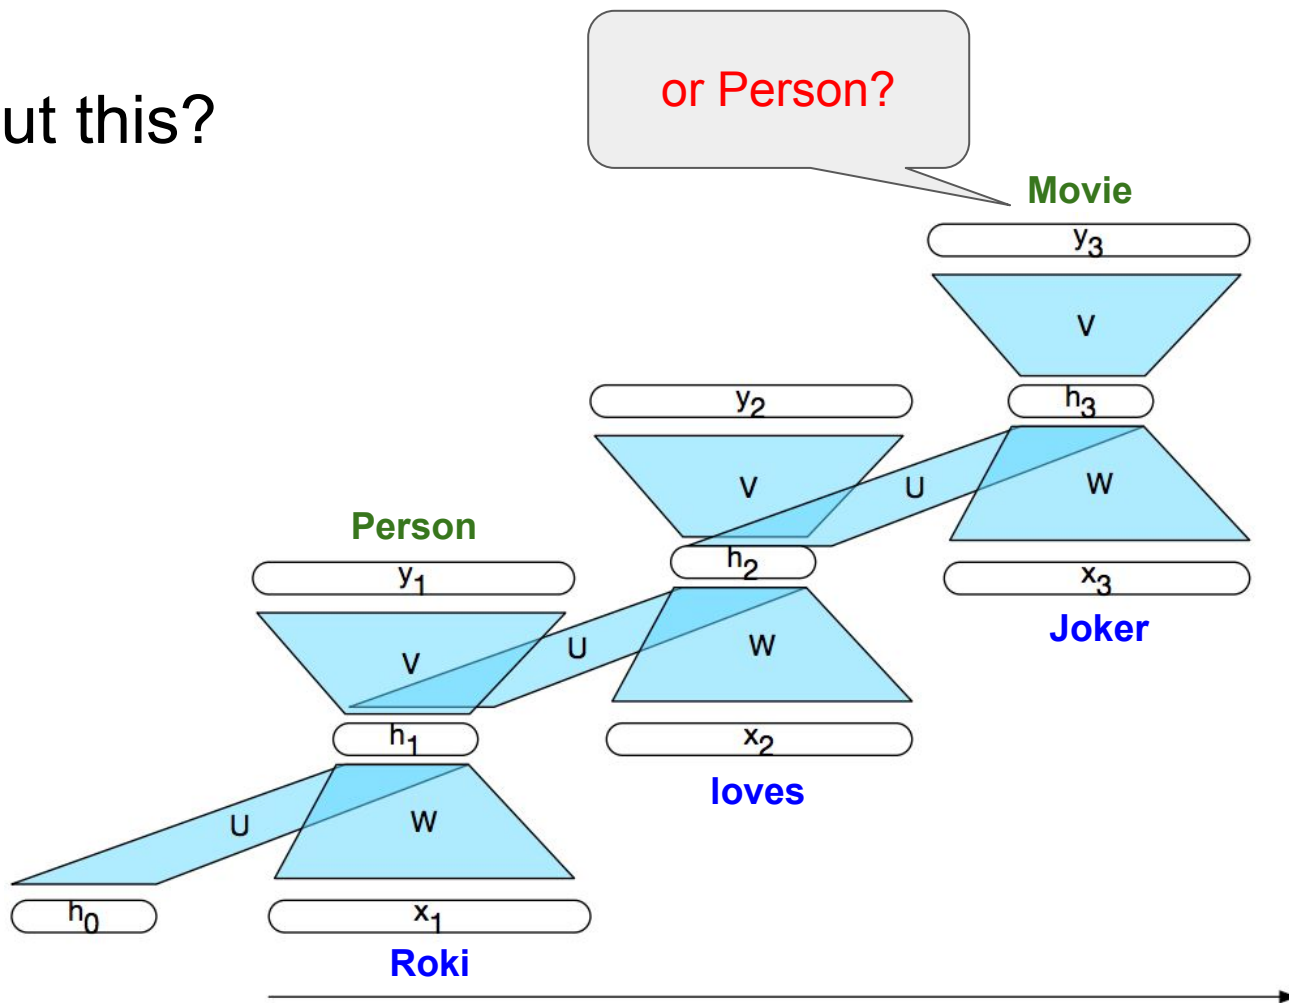 or Person?
ut this?
Movie
y3
V
h3
U
W
x3
Joker
y2
V
h2
U
W
x2
loves
Person
y1
V
h1
U
W
h0
x1
Roki